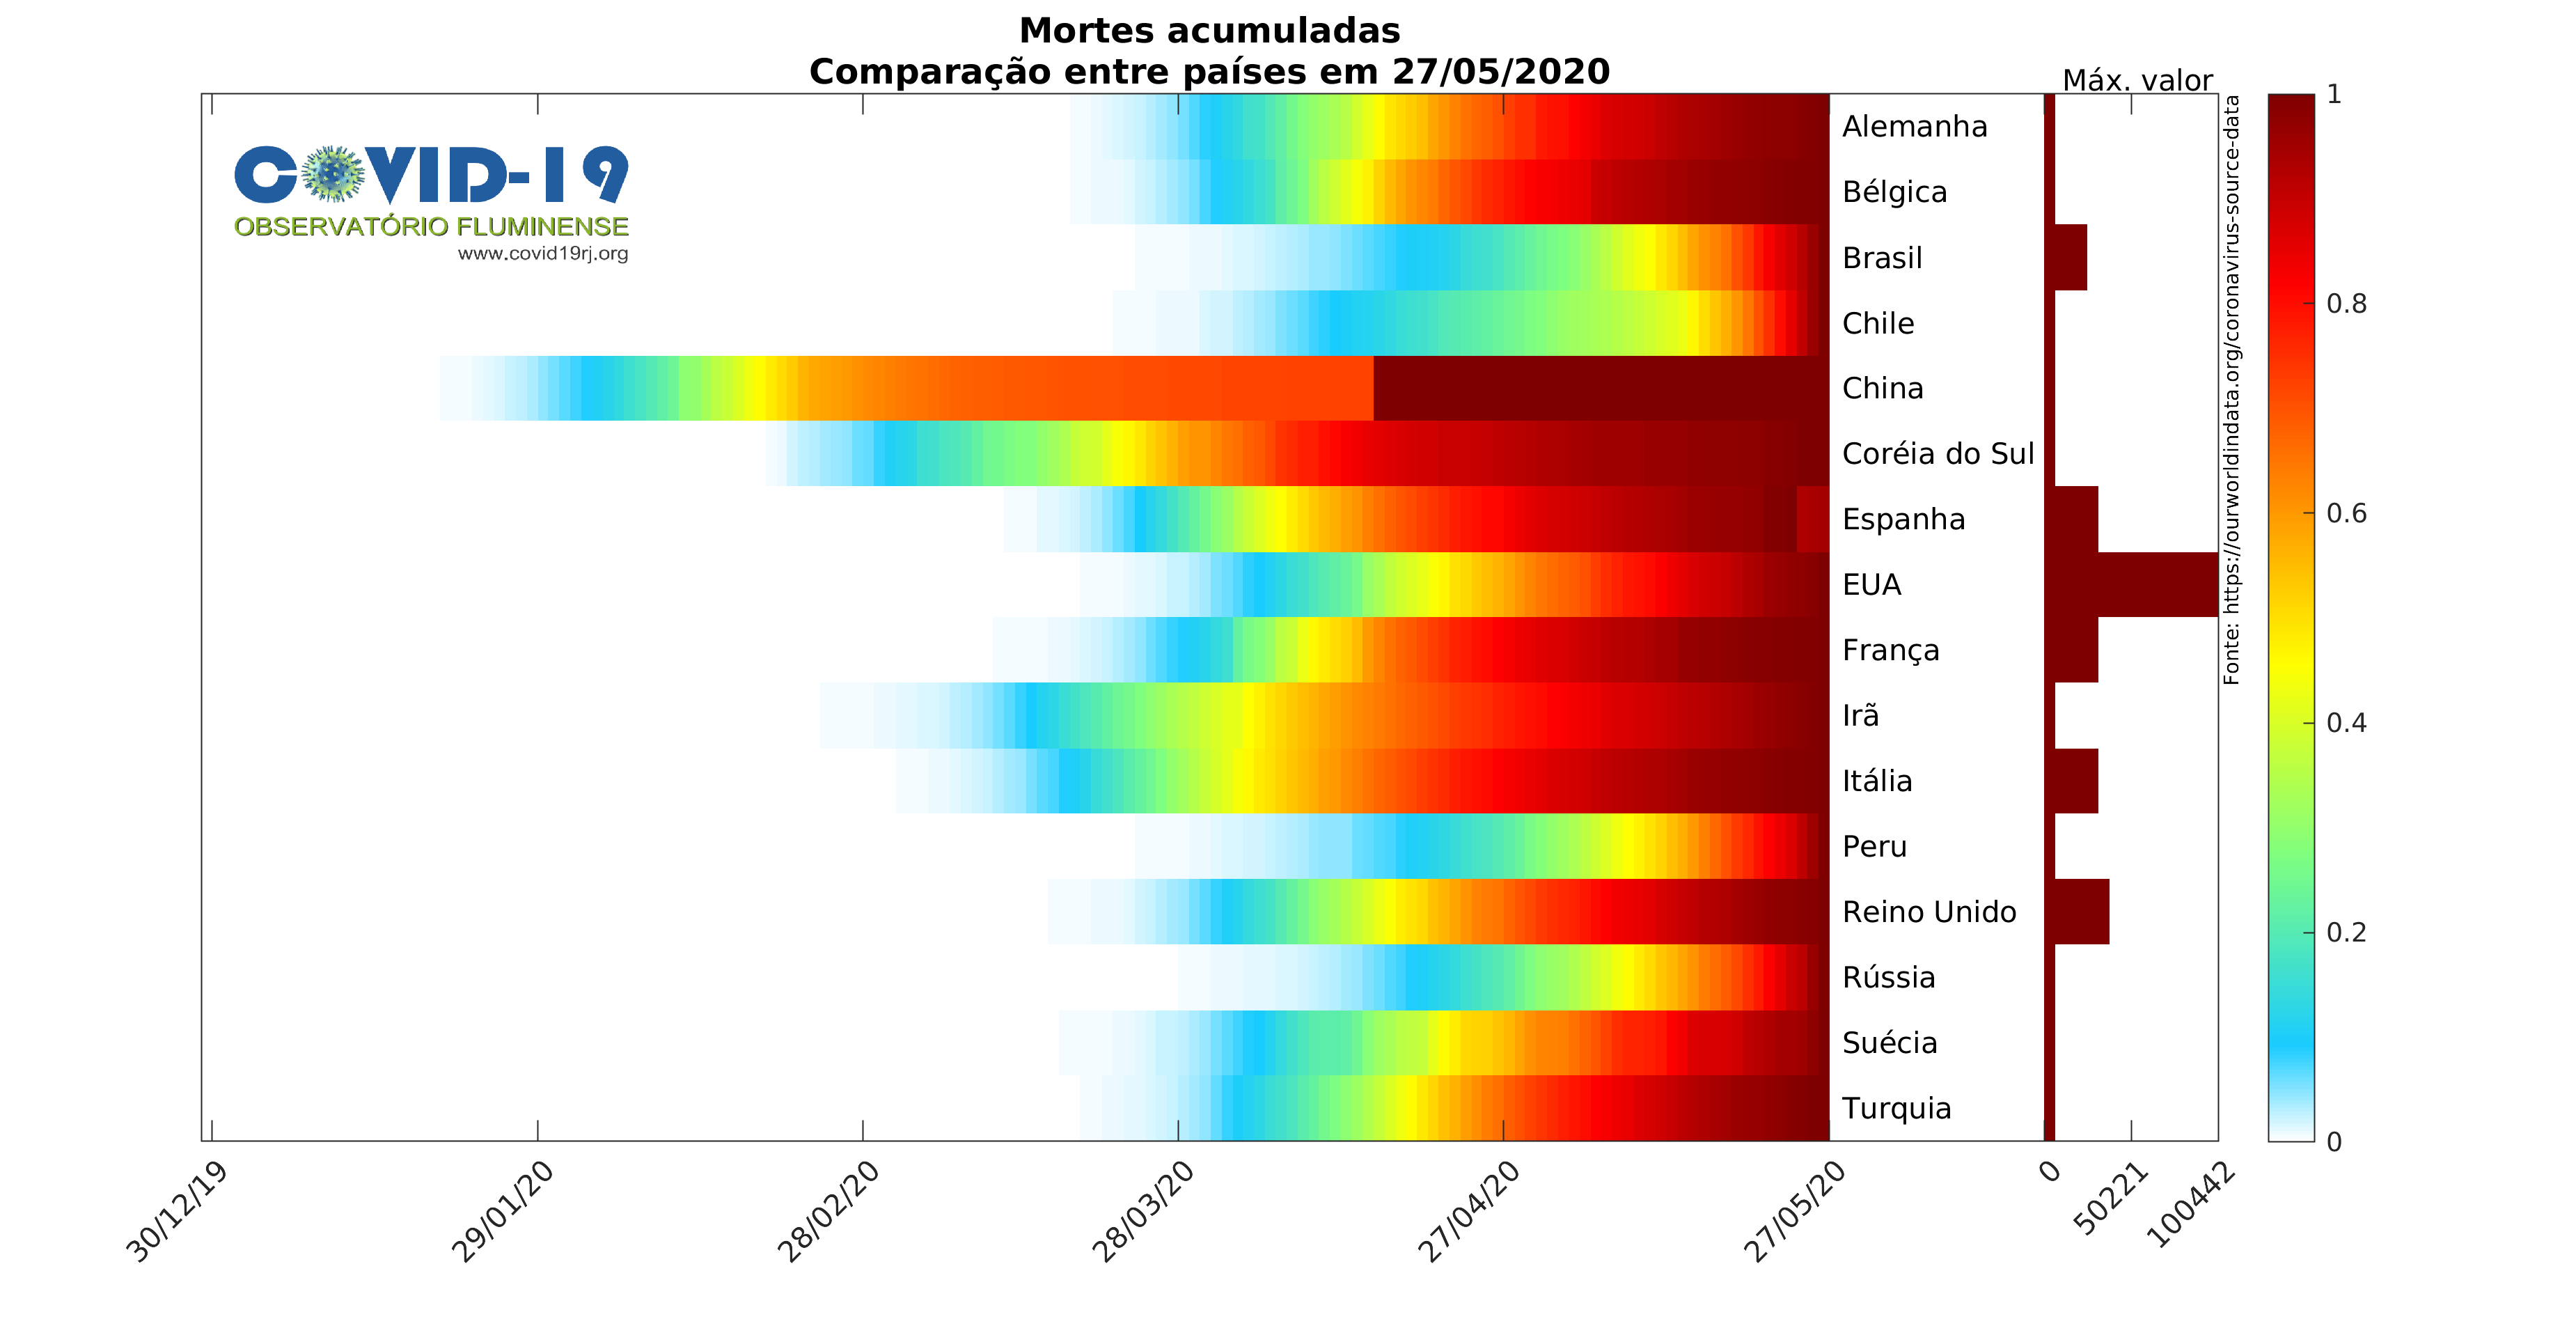 Mortes acumuladas
Comparação entre países em 27/05/2020
Máx. valor
COVID-19
OBSERVATÓRIO FLUMINENSE
www.covid19rj.org
Alemanha
Bélgica
Brasil
Chile
China
Coréia do Sul
Espanha
EUA
França
Irã
Itália
Peru
Reino Unido
Rússia
Suécia
Turquia
Fonte: https://ourworldindata.org/coronavirus-source-data
1
0.8
0.6
0.4
0.2
0
30/12/19
29/01/20
28/02/20
28/03/20
27/04/20
27/05/20
0
50221
100442